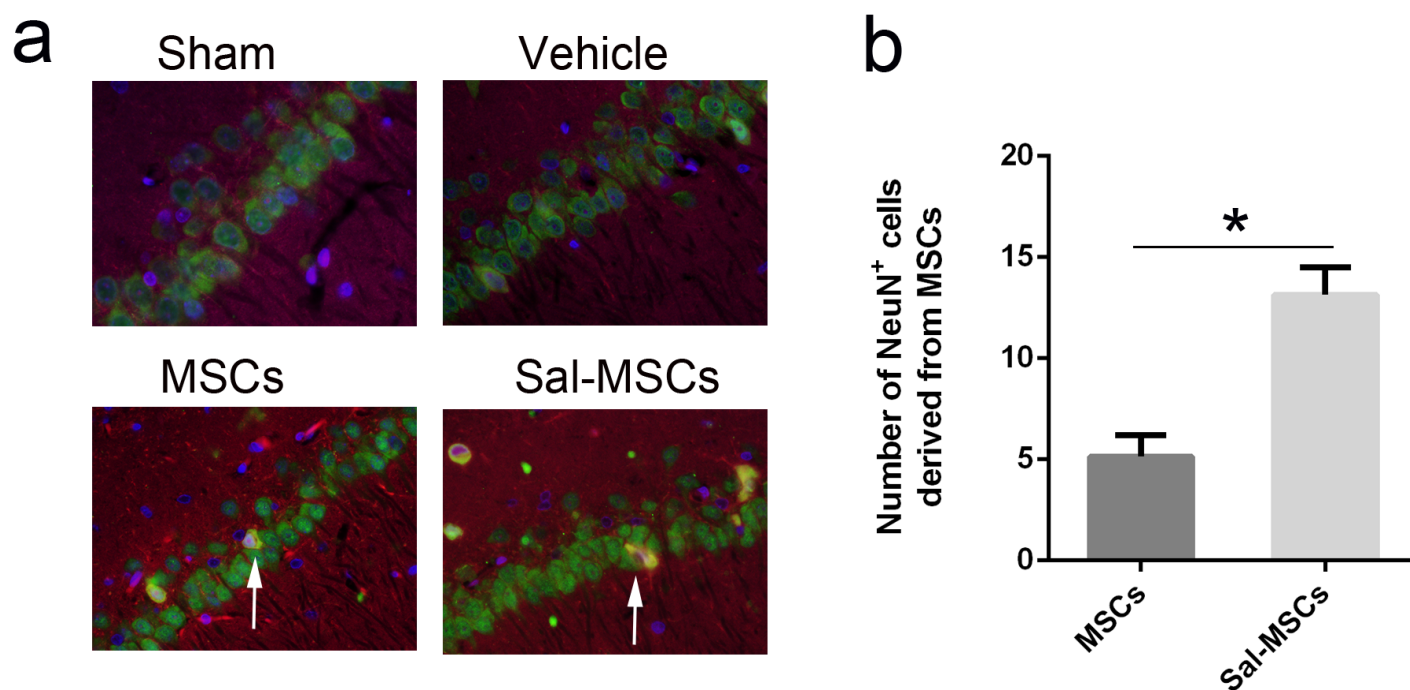 a
Sham
Vehicle
MSCs
Sal-MSCs
b
Number of NeuN⁺ cells
derived from MSCs
20
15
10
5
0
*
MSCs
Sal-MSCs